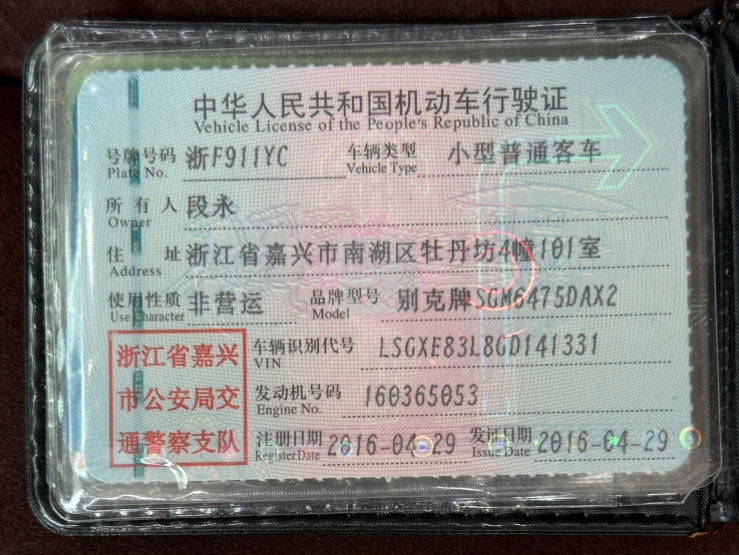 中华人民共和国机动车行驶证
Vehicle License of the People's Republic of China
号牌号码 浙F911YC 车辆类型 小型普通客车
Plate No. Vehicle Type
所有人 段永
Owner
住址 浙江省嘉兴市南湖区牡丹坊4幢101室
Address
使用性质 非营运 品牌型号 别克牌SGM6475DAX2
Use Character Model
浙江省嘉兴 车辆识别代号 LSGXE83L8GD141331
VIN
市公安局交 发动机号码 160365053
Engine No.
通警察支队 注册日期 2016-04-29 发证日期 2016-04-29
Register Date Issue Date